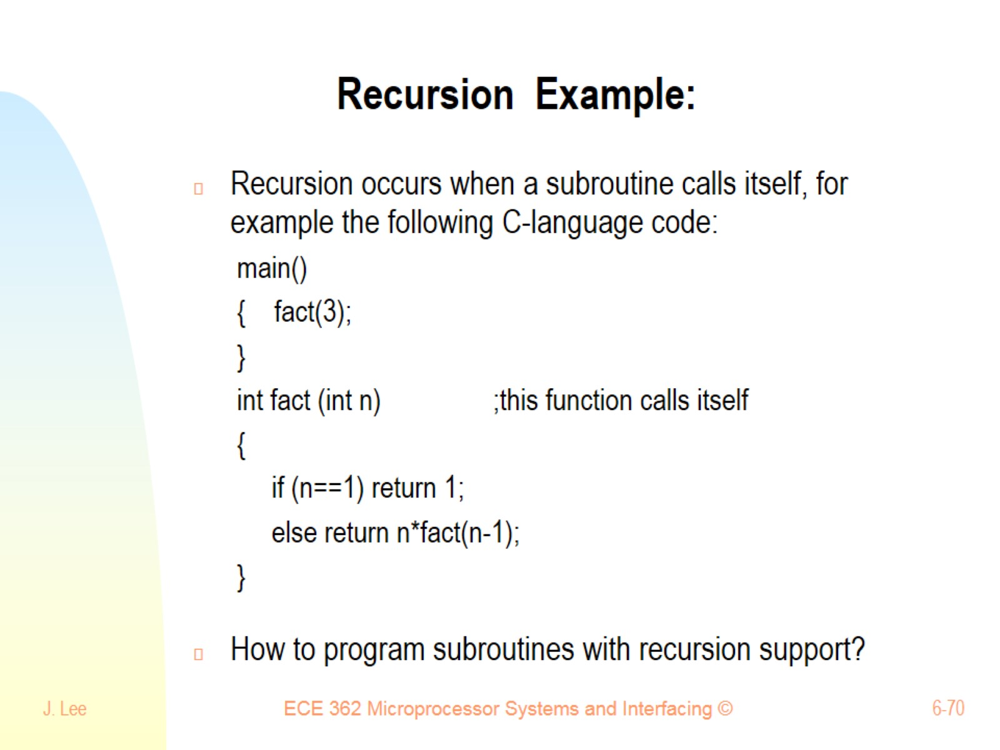 Recursion Example:
Recursion occurs when a subroutine calls itself, for
example the following C-language code:
main()
{ fact(3);
}
int fact (int n) ;this function calls itself
{
if (n==1) return 1;
else return n*fact(n-1);
}
How to program subroutines with recursion support?
J. Lee ECE 362 Microprocessor Systems and Interfacing © 6-70